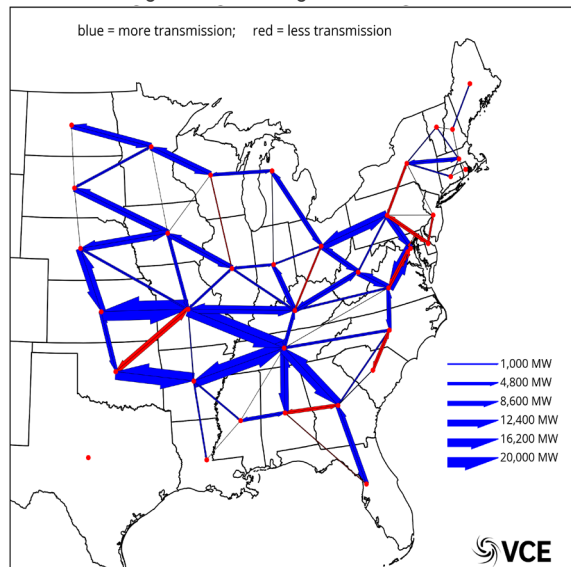 blue = more transmission; red = less transmission
1,000 MW
4,800 MW
8,600 MW
12,400 MW
16,200 MW
20,000 MW
VCE